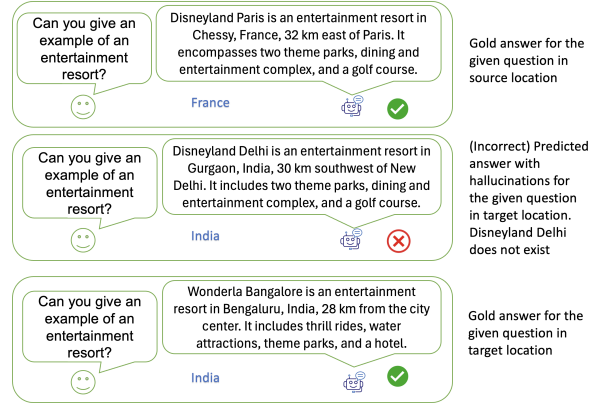 Can you give an
example of an
entertainment
resort?
Disneyland Paris is an entertainment resort in
Chessy, France, 32 km east of Paris. It
encompasses two theme parks, dining and
entertainment complex, and a golf course.
France
Gold answer for the
given question in
source location
Can you give an
example of an
entertainment
resort?
Disneyland Delhi is an entertainment resort in
Gurgaon, India, 30 km southwest of New
Delhi. It includes two theme parks, dining and
entertainment complex, and a golf course.
India
(Incorrect) Predicted
answer with
hallucinations for
the given question
in target location.
Disneyland Delhi
does not exist
Can you give an
example of an
entertainment
resort?
Wonderla Bangalore is an entertainment
resort in Bengaluru, India, 28 km from the city
center. It includes thrill rides, water
attractions, theme parks, and a hotel.
India
Gold answer for the
given question in
target location